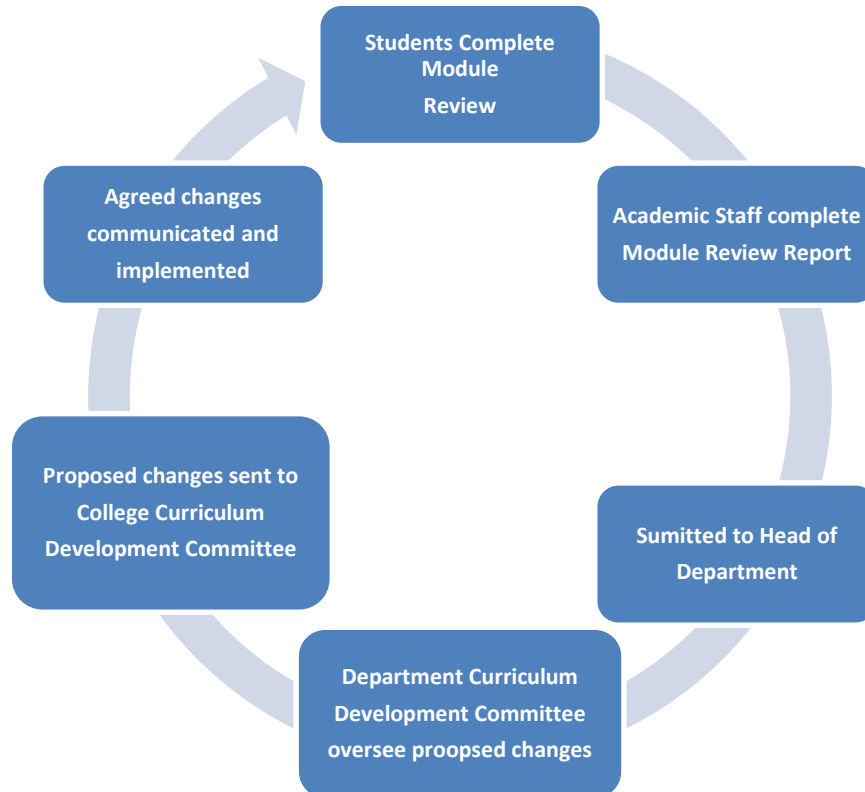 Students Complete
Module
Review
Academic Staff complete
Module Review Report
Sumitted to Head of
Department
Department Curriculum
Development Committee
oversee proopsed changes
Proposed changes sent to
College Curriculum
Development Committee
Agreed changes
communicated and
implemented